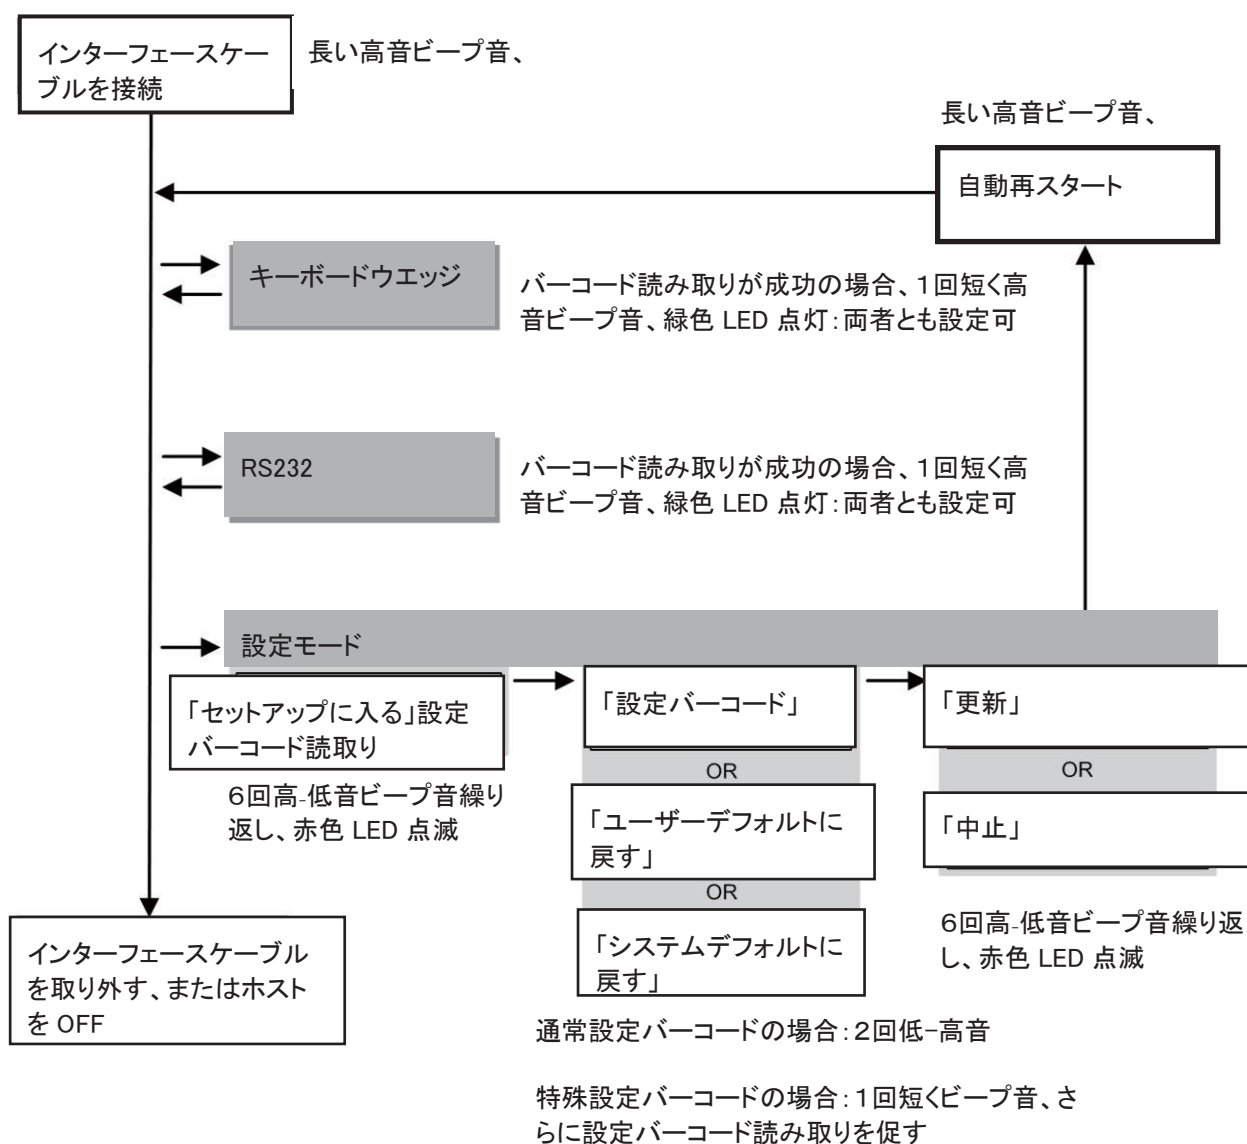 インターフェースケー
ブルを接続
長い高音ビープ音、
長い高音ビープ音、
自動再スタート
キーボードウエッジ
バーコード読み取りが成功の場合、1回短く高
音ビープ音、緑色 LED 点灯：両者とも設定可
RS232
バーコード読み取りが成功の場合、1回短く高
音ビープ音、緑色 LED 点灯：両者とも設定可
設定モード
「セットアップに入る」設定
バーコード読取り
6回高-低音ビープ音繰り
返し、赤色 LED 点滅
「設定バーコード」
OR
「ユーザーデフォルトに
戻す」
OR
「システムデフォルトに
戻す」
「更新」
OR
「中止」
6回高-低音ビープ音繰り返
し、赤色 LED 点滅
インターフェースケーブル
を取り外す、またはホスト
を OFF
通常設定バーコードの場合：2回低-高音
特殊設定バーコードの場合：1回短くビープ音、さ
らに設定バーコード読み取りを促す